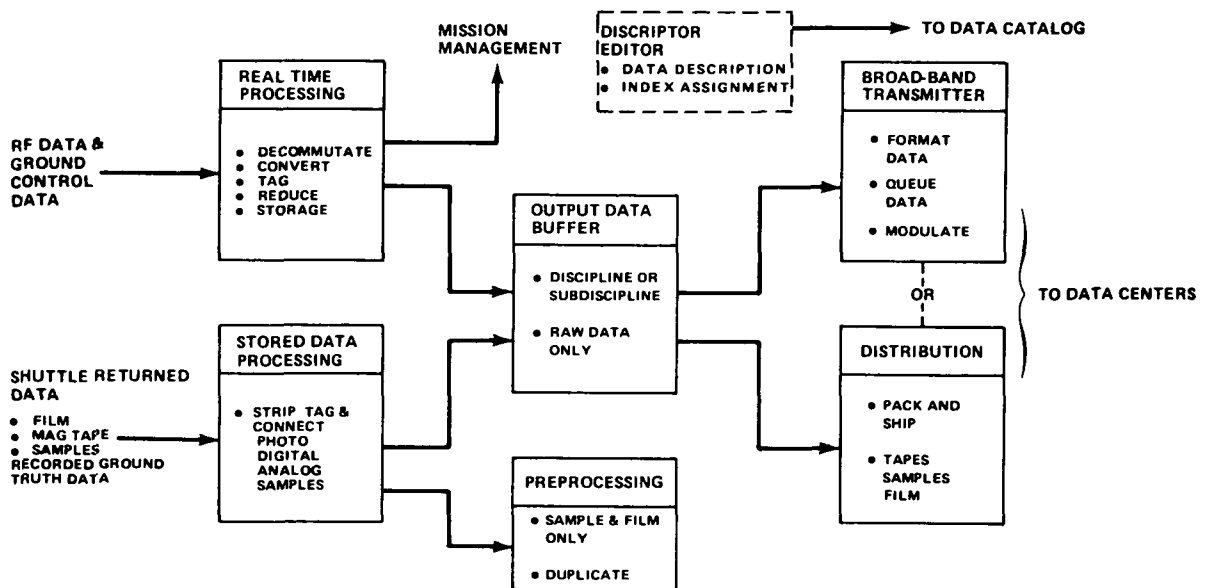 MISSION
MANAGEMENT
DISCRIPTOR
EDITOR
• DATA DESCRIPTION
• INDEX ASSIGNMENT
TO DATA CATALOG
REAL TIME
PROCESSING
• DECOMMUTATE
• CONVERT
• TAG
• REDUCE
• STORAGE
RF DATA &
GROUND
CONTROL
DATA
BROAD-BAND
TRANSMITTER
• FORMAT
DATA
• QUEUE
DATA
• MODULATE
OUTPUT DATA
BUFFER
• DISCIPLINE OR
SUBDISCIPLINE
• RAW DATA
ONLY
OR
TO DATA CENTERS
STORED DATA
PROCESSING
• STRIP TAG &
CONNECT
PHOTO
DIGITAL
ANALOG
SAMPLES
SHUTTLE RETURNED
DATA
• FILM
• MAG TAPE
• SAMPLES
RECORDED GROUND
TRUTH DATA
DISTRIBUTION
• PACK AND
SHIP
• TAPES
SAMPLES
FILM
PREPROCESSING
• SAMPLE & FILM
ONLY
• DUPLICATE